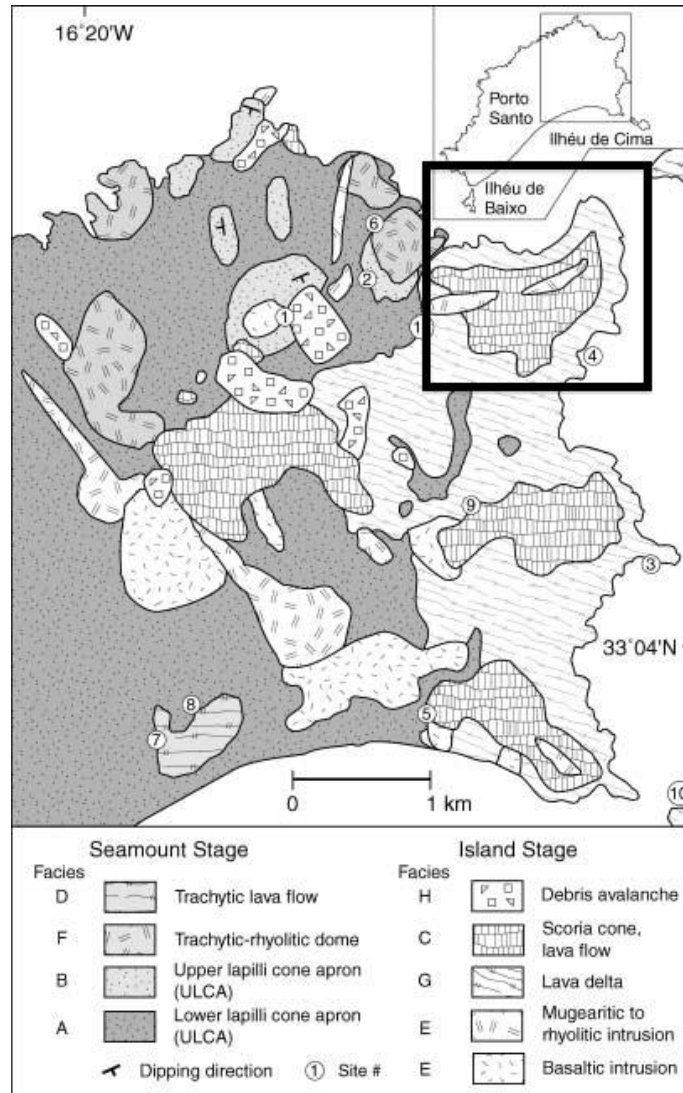 16˚20'W
Porto
Santo
Ilhéu de Cima
Ilhéu de
Baixo
6
2
1
1
4
9
3
33˚04'N
8
5
7
10
0
1 km
Seamount Stage
Facies
D
Trachytic lava flow
F
Trachytic-rhyolitic dome
B
Upper lapilli cone apron
(ULCA)
A
Lower lapilli cone apron
(ULCA)
Dipping direction
1 Site #
Island Stage
Facies
H
Debris avalanche
C
Scoria cone,
lava flow
G
Lava delta
E
Mugearitic to
rhyolitic intrusion
E
Basaltic intrusion